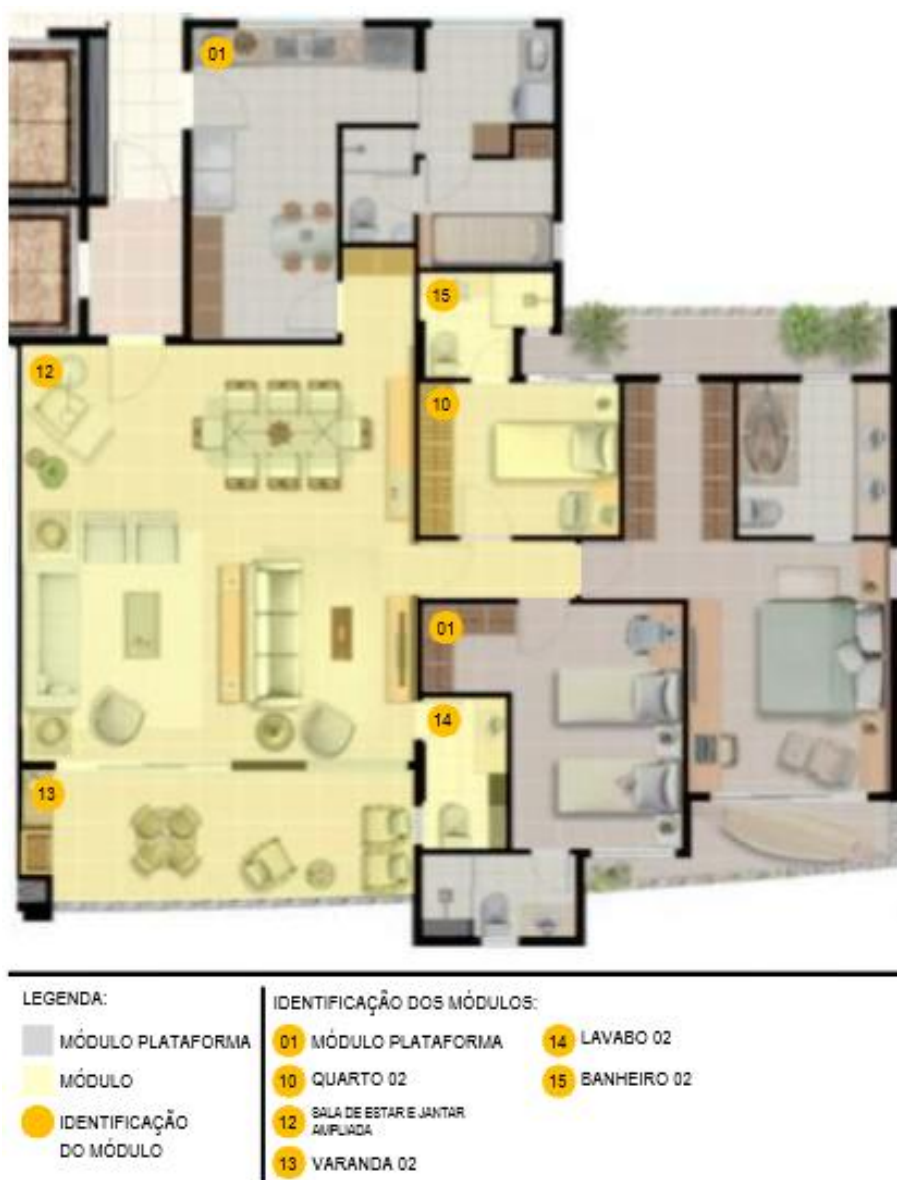 01
15
12
10
01
14
13
LEGENDA:
MÓDULO PLATAFORMA
MÓDULO
IDENTIFICAÇÃO
DO MÓDULO
IDENTIFICAÇÃO DOS MÓDULOS:
01 MÓDULO PLATAFORMA
10 QUARTO 02
12 SALA DE ESTAR E JANTAR
AMPLIADA
13 VARANDA 02
14 LAVABO 02
15 BANHEIRO 02